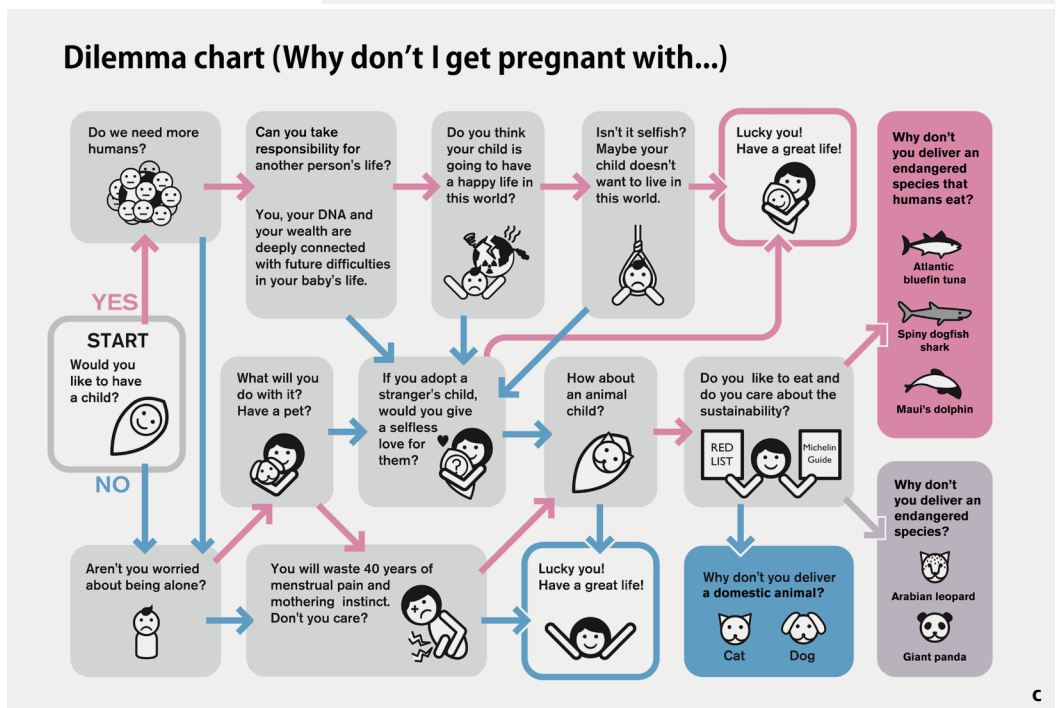 Dilemma chart (Why don't I get pregnant with...)
Do we need more
humans?
Can you take
responsibility for
another person's life?
You, your DNA and
your wealth are
deeply connected
with future difficulties
in your baby's life.
Do you think
your child is
going to have
a happy life in
this world?
Isn't it selfish?
Maybe your
child doesn't
want to live in
this world.
Lucky you!
Have a great life!
Why don't
you deliver an
endangered
species that
humans eat?
Atlantic
bluefin tuna
Spiny dogfish
shark
Maui's dolphin
YES
START
Would you
like to have
a child?
NO
What will you
do with it?
Have a pet?
If you adopt a
stranger's child,
would you give
a selfless
love for
them?
?
How about
an animal
child?
Do you like to eat and
do you care about the
sustainability?
RED
LIST
Michelin
Guide
Why don't
you deliver an
endangered
species?
Arabian leopard
Giant panda
Aren't you worried
about being alone?
You will waste 40 years of
menstrual pain and
mothering instinct.
Don't you care?
Lucky you!
Have a great life!
Why don't you deliver
a domestic animal?
Cat
Dog
C